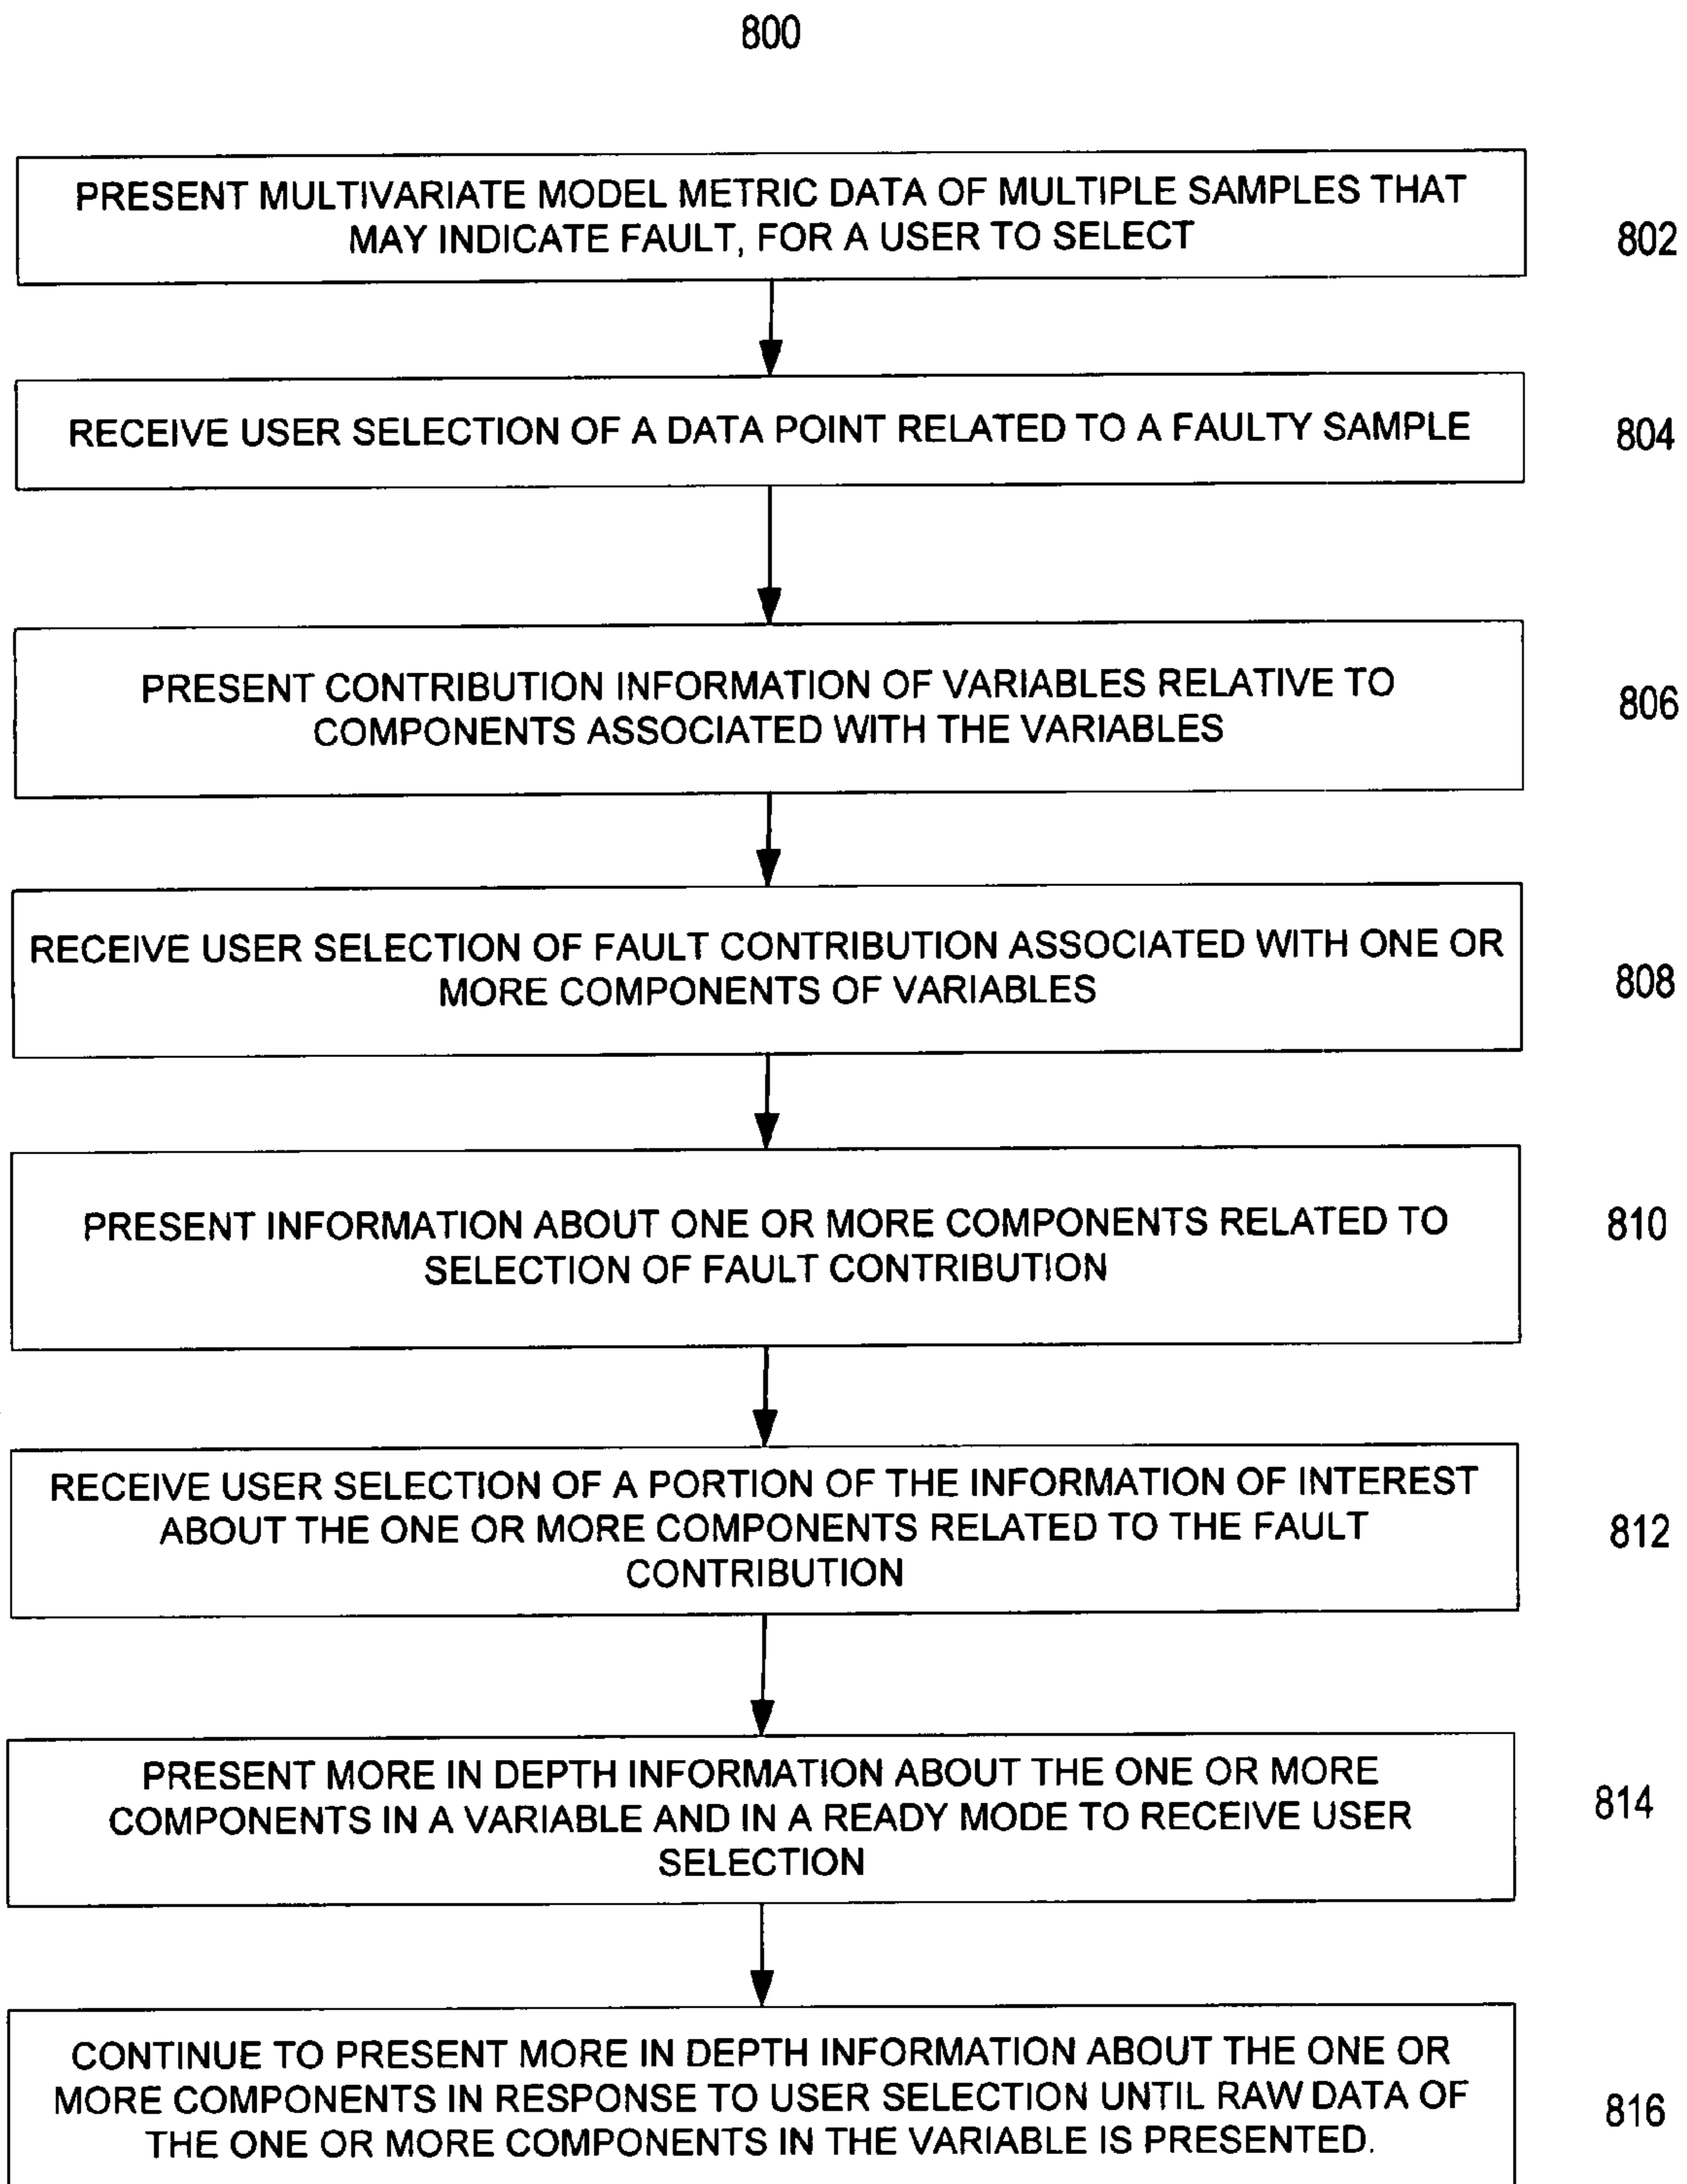 800
PRESENT MULTIVARIATE MODEL METRIC DATA OF MULTIPLE SAMPLES THAT
MAY INDICATE FAULT, FOR A USER TO SELECT
802
RECEIVE USER SELECTION OF A DATA POINT RELATED TO A FAULTY SAMPLE
804
PRESENT CONTRIBUTION INFORMATION OF VARIABLES RELATIVE TO
COMPONENTS ASSOCIATED WITH THE VARIABLES
806
RECEIVE USER SELECTION OF FAULT CONTRIBUTION ASSOCIATED WITH ONE OR
MORE COMPONENTS OF VARIABLES
808
PRESENT INFORMATION ABOUT ONE OR MORE COMPONENTS RELATED TO
SELECTION OF FAULT CONTRIBUTION
810
RECEIVE USER SELECTION OF A PORTION OF THE INFORMATION OF INTEREST
ABOUT THE ONE OR MORE COMPONENTS RELATED TO THE FAULT
CONTRIBUTION
812
PRESENT MORE IN DEPTH INFORMATION ABOUT THE ONE OR MORE
COMPONENTS IN A VARIABLE AND IN A READY MODE TO RECEIVE USER
SELECTION
814
CONTINUE TO PRESENT MORE IN DEPTH INFORMATION ABOUT THE ONE OR
MORE COMPONENTS IN RESPONSE TO USER SELECTION UNTIL RAW DATA OF
THE ONE OR MORE COMPONENTS IN THE VARIABLE IS PRESENTED.
816